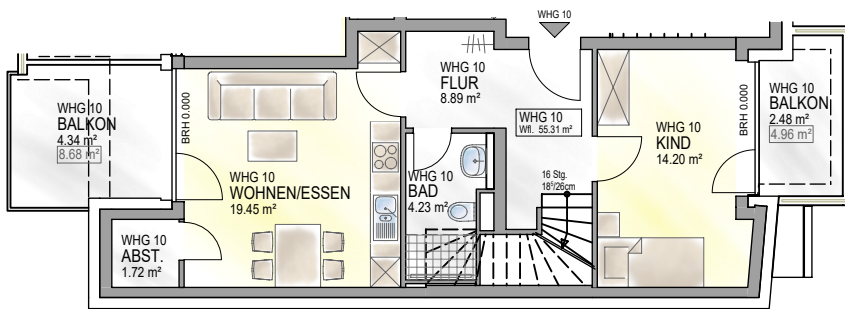 WHG 10
WHG 10
BALKON
4.34 m²
8.68 m²
BRH 0.000
WHG 10
WOHNEN/ESSEN
19.45 m²
WHG 10
ABST.
1.72 m²
WHG 10
FLUR
8.89 m²
WHG 10
Wfl. 55.31 m²
WHG 10
BAD
4.23 m²
16 Stg.
18⁵/26cm
WHG 10
KIND
14.20 m²
BRH 0.000
WHG 10
BALKON
2.48 m²
4.96 m²